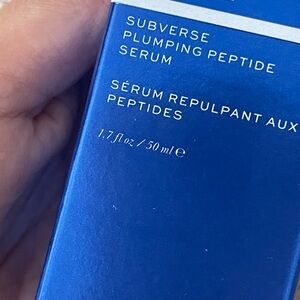 SUBVERSE
PLUMPING PEPTIDE
SERUM
SÉRUM REPULPANT AUX
PEPTIDES
1.7 fl oz / 50 ml ℮